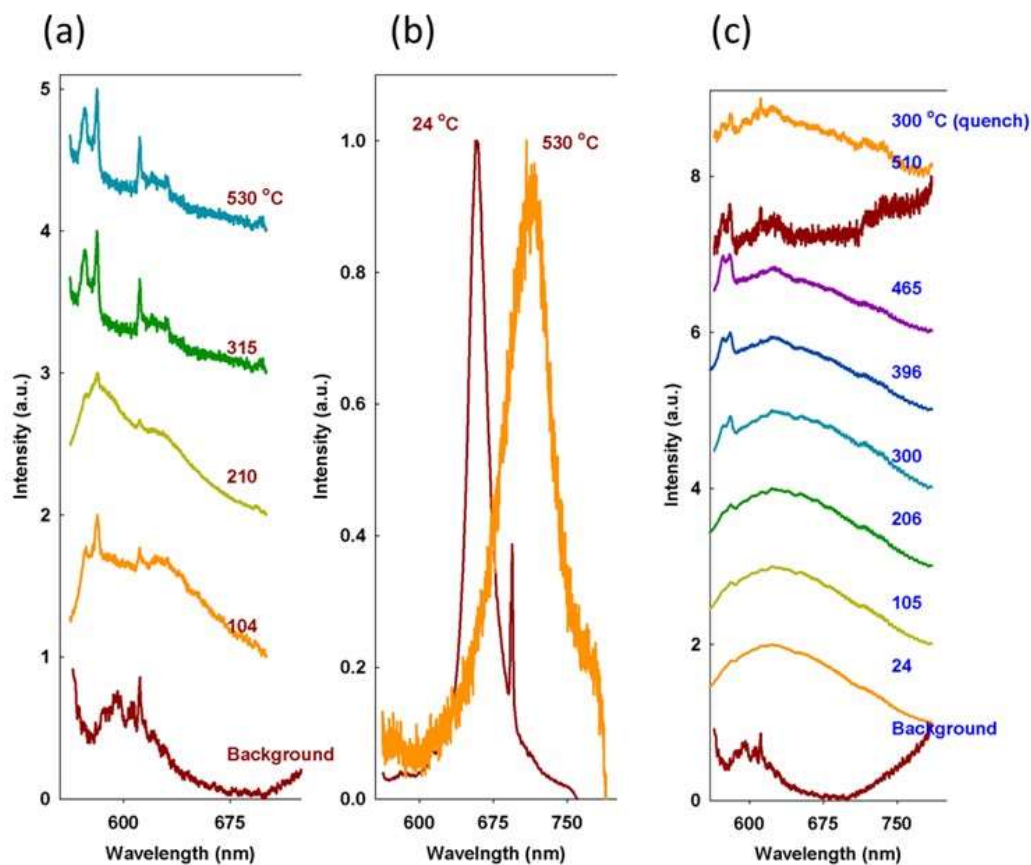 (a)
5
4
3
2
1
0
530 °C
315
210
104
Background
600
675
Intensity (a.u.)
Wavelength (nm)
(b)
1.0
0.8
0.6
0.4
0.2
0.0
24 °C
530 °C
600
675
750
Intensity (a.u.)
Wavelngth (nm)
(c)
8
6
4
2
0
300 °C (quench)
510
465
396
300
206
105
24
Background
600
675
750
Intensity (a.u.)
Wavelength (nm)